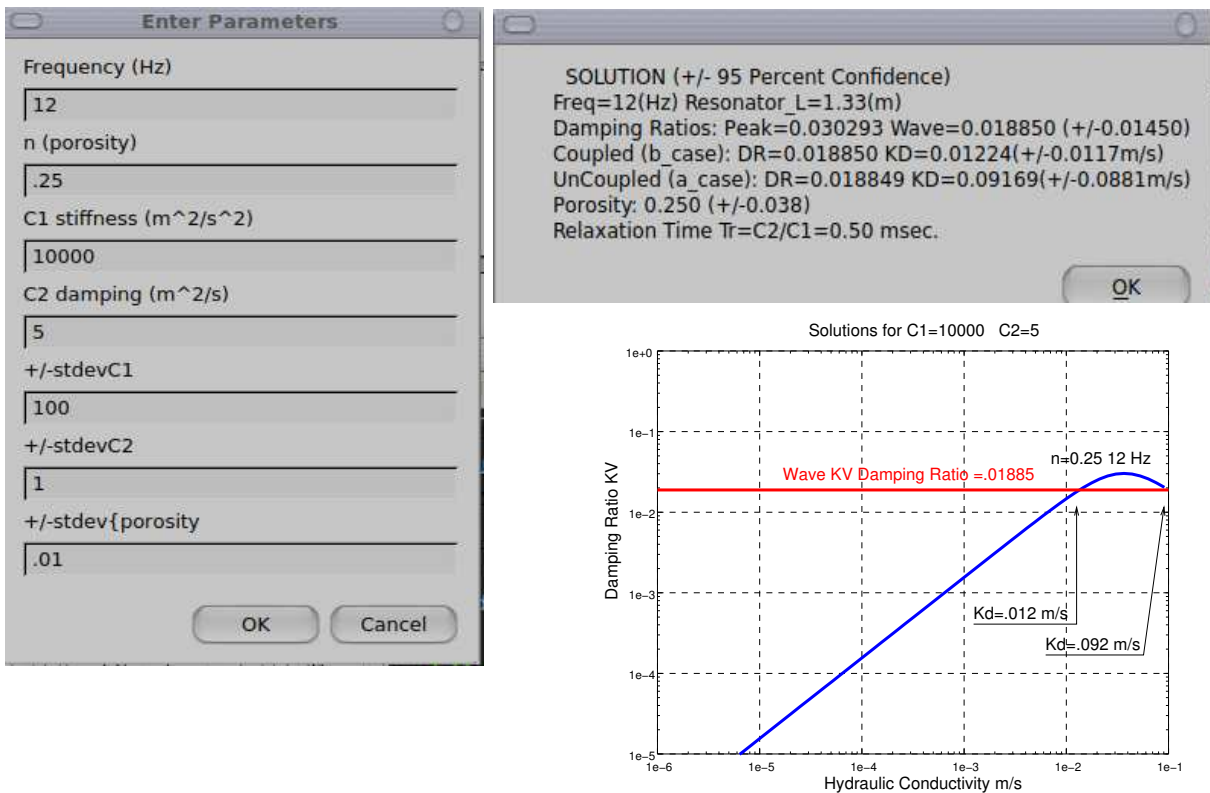 Enter Parameters
Frequency (Hz)
12
n (porosity)
.25
C1 stiffness (m^2/s^2)
10000
C2 damping (m^2/s)
5
+/-stdevC1
100
+/-stdevC2
1
+/-stdev{porosity
.01
OK
Cancel
SOLUTION (+/- 95 Percent Confidence)
Freq=12(Hz) Resonator_L=1.33(m)
Damping Ratios: Peak=0.030293 Wave=0.018850 (+/-0.01450)
Coupled (b_case): DR=0.018850 KD=0.01224(+/-0.0117m/s)
UnCoupled (a_case): DR=0.018849 KD=0.09169(+/-0.0881m/s)
Porosity: 0.250 (+/-0.038)
Relaxation Time Tr=C2/C1=0.50 msec.
OK
Solutions for C1=10000 C2=5
1e+0
1e-1
1e-2
1e-3
1e-4
1e-5
Damping Ratio KV
n=0.25 12 Hz
Wave KV Damping Ratio =.01885
Kd=.012 m/s
Kd=.092 m/s
1e-6
1e-5
1e-4
1e-3
1e-2
1e-1
Hydraulic Conductivity m/s